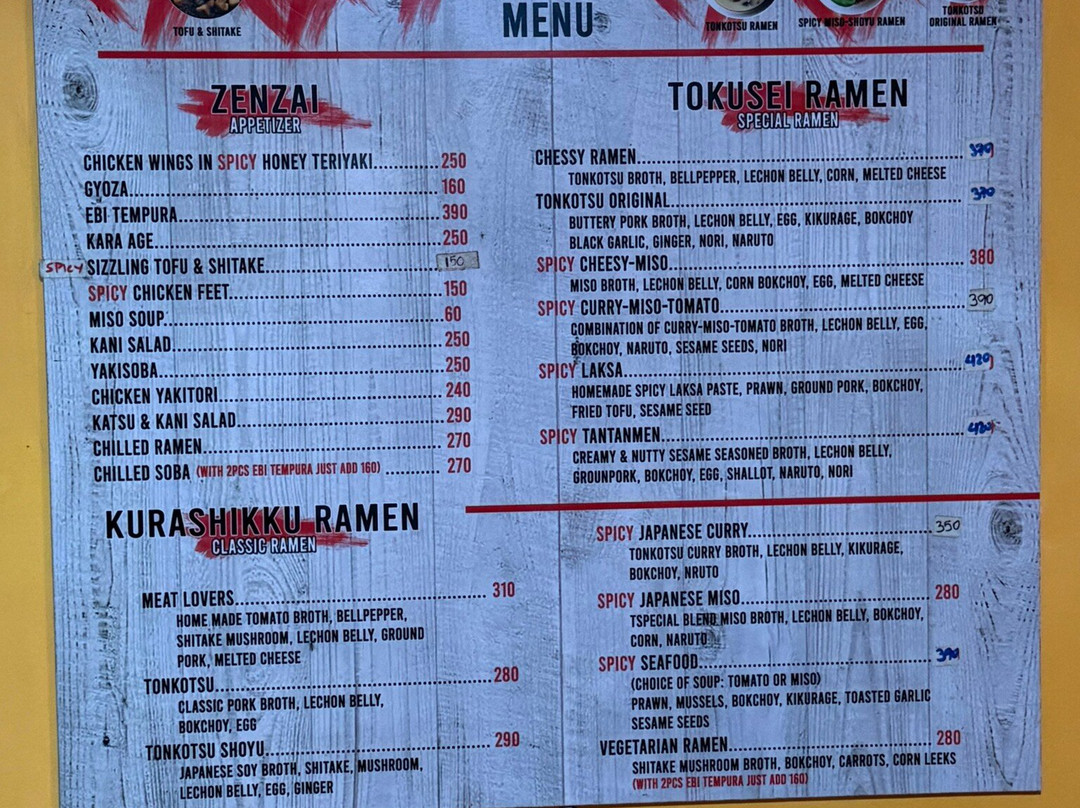 TOFU & SHITAKE
MENU
TONKOTSU RAMEN
SPICY MISO-SHOYU RAMEN
TONKOTSO
ORIGINAL RAMEN
ZENZAI
APPETIZER
CHICKEN WINGS IN SPICY HONEY TERIYAKI 250
GYOZA 160
EBI TEMPURA 390
KARA AGE 250
SPICY SIZZLING TOFU & SHITAKE 150
SPICY CHICKEN FEET 150
MISO SOUP 60
KANI SALAD 250
YAKISOBA 250
CHICKEN YAKITORI 240
KATSU & KANI SALAD 290
CHILLED RAMEN 270
CHILLED SOBA (WITH 2PCS EBI TEMPURA JUST ADD 160) 270
TOKUSEI RAMEN
SPECIAL RAMEN
CHESSY RAMEN
TONKOTSU BROTH, BELLPEPPER, LECHON BELLY, CORN, MELTED CHEESE
TONKOTSU ORIGINAL 370
BUTTERY PORK BROTH, LECHON BELLY, EGG, KIKURAGE, BOKCHOY
BLACK GARLIC, GINGER, NORI, NARUTO
SPICY CHEESY-MISO 380
MISO BROTH, LECHON BELLY, CORN BOKCHOY, EGG, MELTED CHEESE
SPICY CURRY-MISO-TOMATO 390
COMBINATION OF CURRY-MISO-TOMATO BROTH, LECHON BELLY, EGG,
BOKCHOY, NARUTO, SESAME SEEDS, NORI
SPICY LAKSA 420
HOMEMADE SPICY LAKSA PASTE, PRAWN, GROUND PORK, BOKCHOY,
FRIED TOFU, SESAME SEED
SPICY TANTANMEN
CREAMY & NUTTY SESAME SEASONED BROTH, LECHON BELLY,
GROUNPORK, BOKCHOY, EGG, SHALLOT, NARUTO, NORI
KURASHIKKU RAMEN
CLASSIC RAMEN
MEAT LOVERS 310
HOME MADE TOMATO BROTH, BELLPEPPER,
SHITAKE MUSHROOM, LECHON BELLY, GROUND
PORK, MELTED CHEESE
TONKOTSU 280
CLASSIC PORK BROTH, LECHON BELLY,
BOKCHOY, EGG
TONKOTSU SHOYU 290
JAPANESE SOY BROTH, SHITAKE, MUSHROOM,
LECHON BELLY, EGG, GINGER
SPICY JAPANESE CURRY 350
TONKOTSU CURRY BROTH, LECHON BELLY, KIKURAGE,
BOKCHOY, NRUTO
SPICY JAPANESE MISO 280
TSPECIAL BLEND MISO BROTH, LECHON BELLY, BOKCHOY,
CORN, NARUTO
SPICY SEAFOOD
(CHOICE OF SOUP: TOMATO OR MISO)
PRAWN, MUSSELS, BOKCHOY, KIKURAGE, TOASTED GARLIC
SESAME SEEDS
VEGETARIAN RAMEN 280
SHITAKE MUSHROOM BROTH, BOKCHOY, CARROTS, CORN LEEKS
(WITH 2PCS EBI TEMPURA JUST ADD 160)